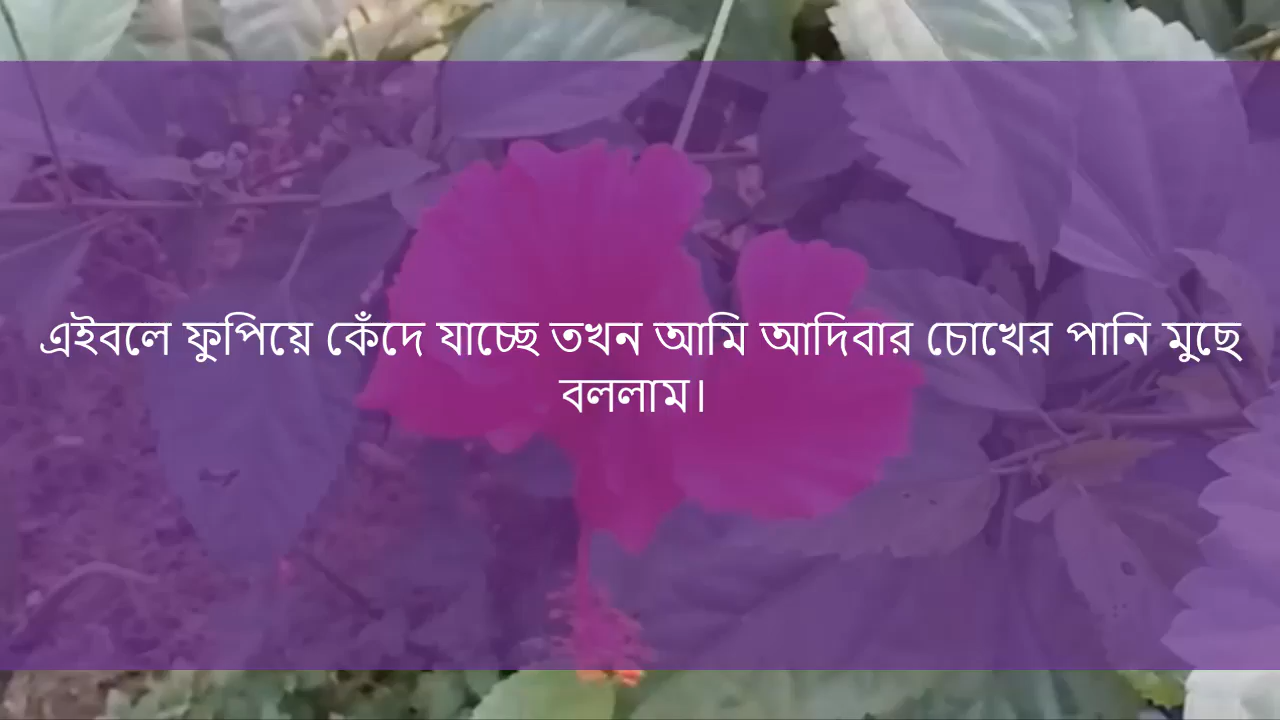 এইবলে ফুপিয়ে কেঁদে যাচ্ছে তখন আমি আদিবার চোখের পানি মুছে
বললাম।